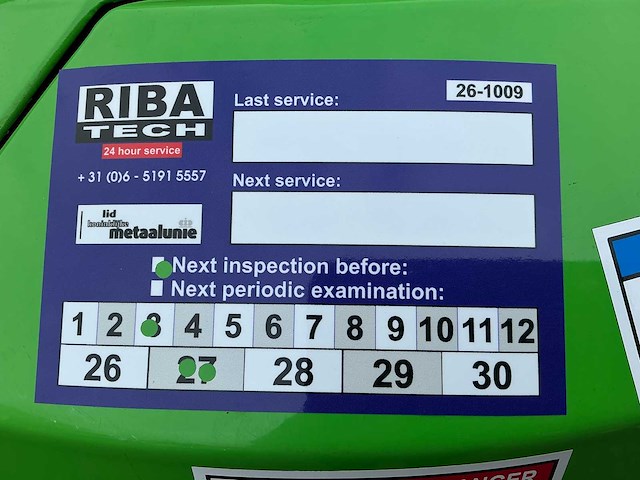 RIBA
TECH
24 hour service
+ 31 (0)6 - 5191 5557
lid
koninklijke
metaalunie
26-1009
Last service:
Next service:
Next inspection before:
Next periodic examination:
1 2 3 4 5 6 7 8 9 10 11 12
26 27 28 29 30